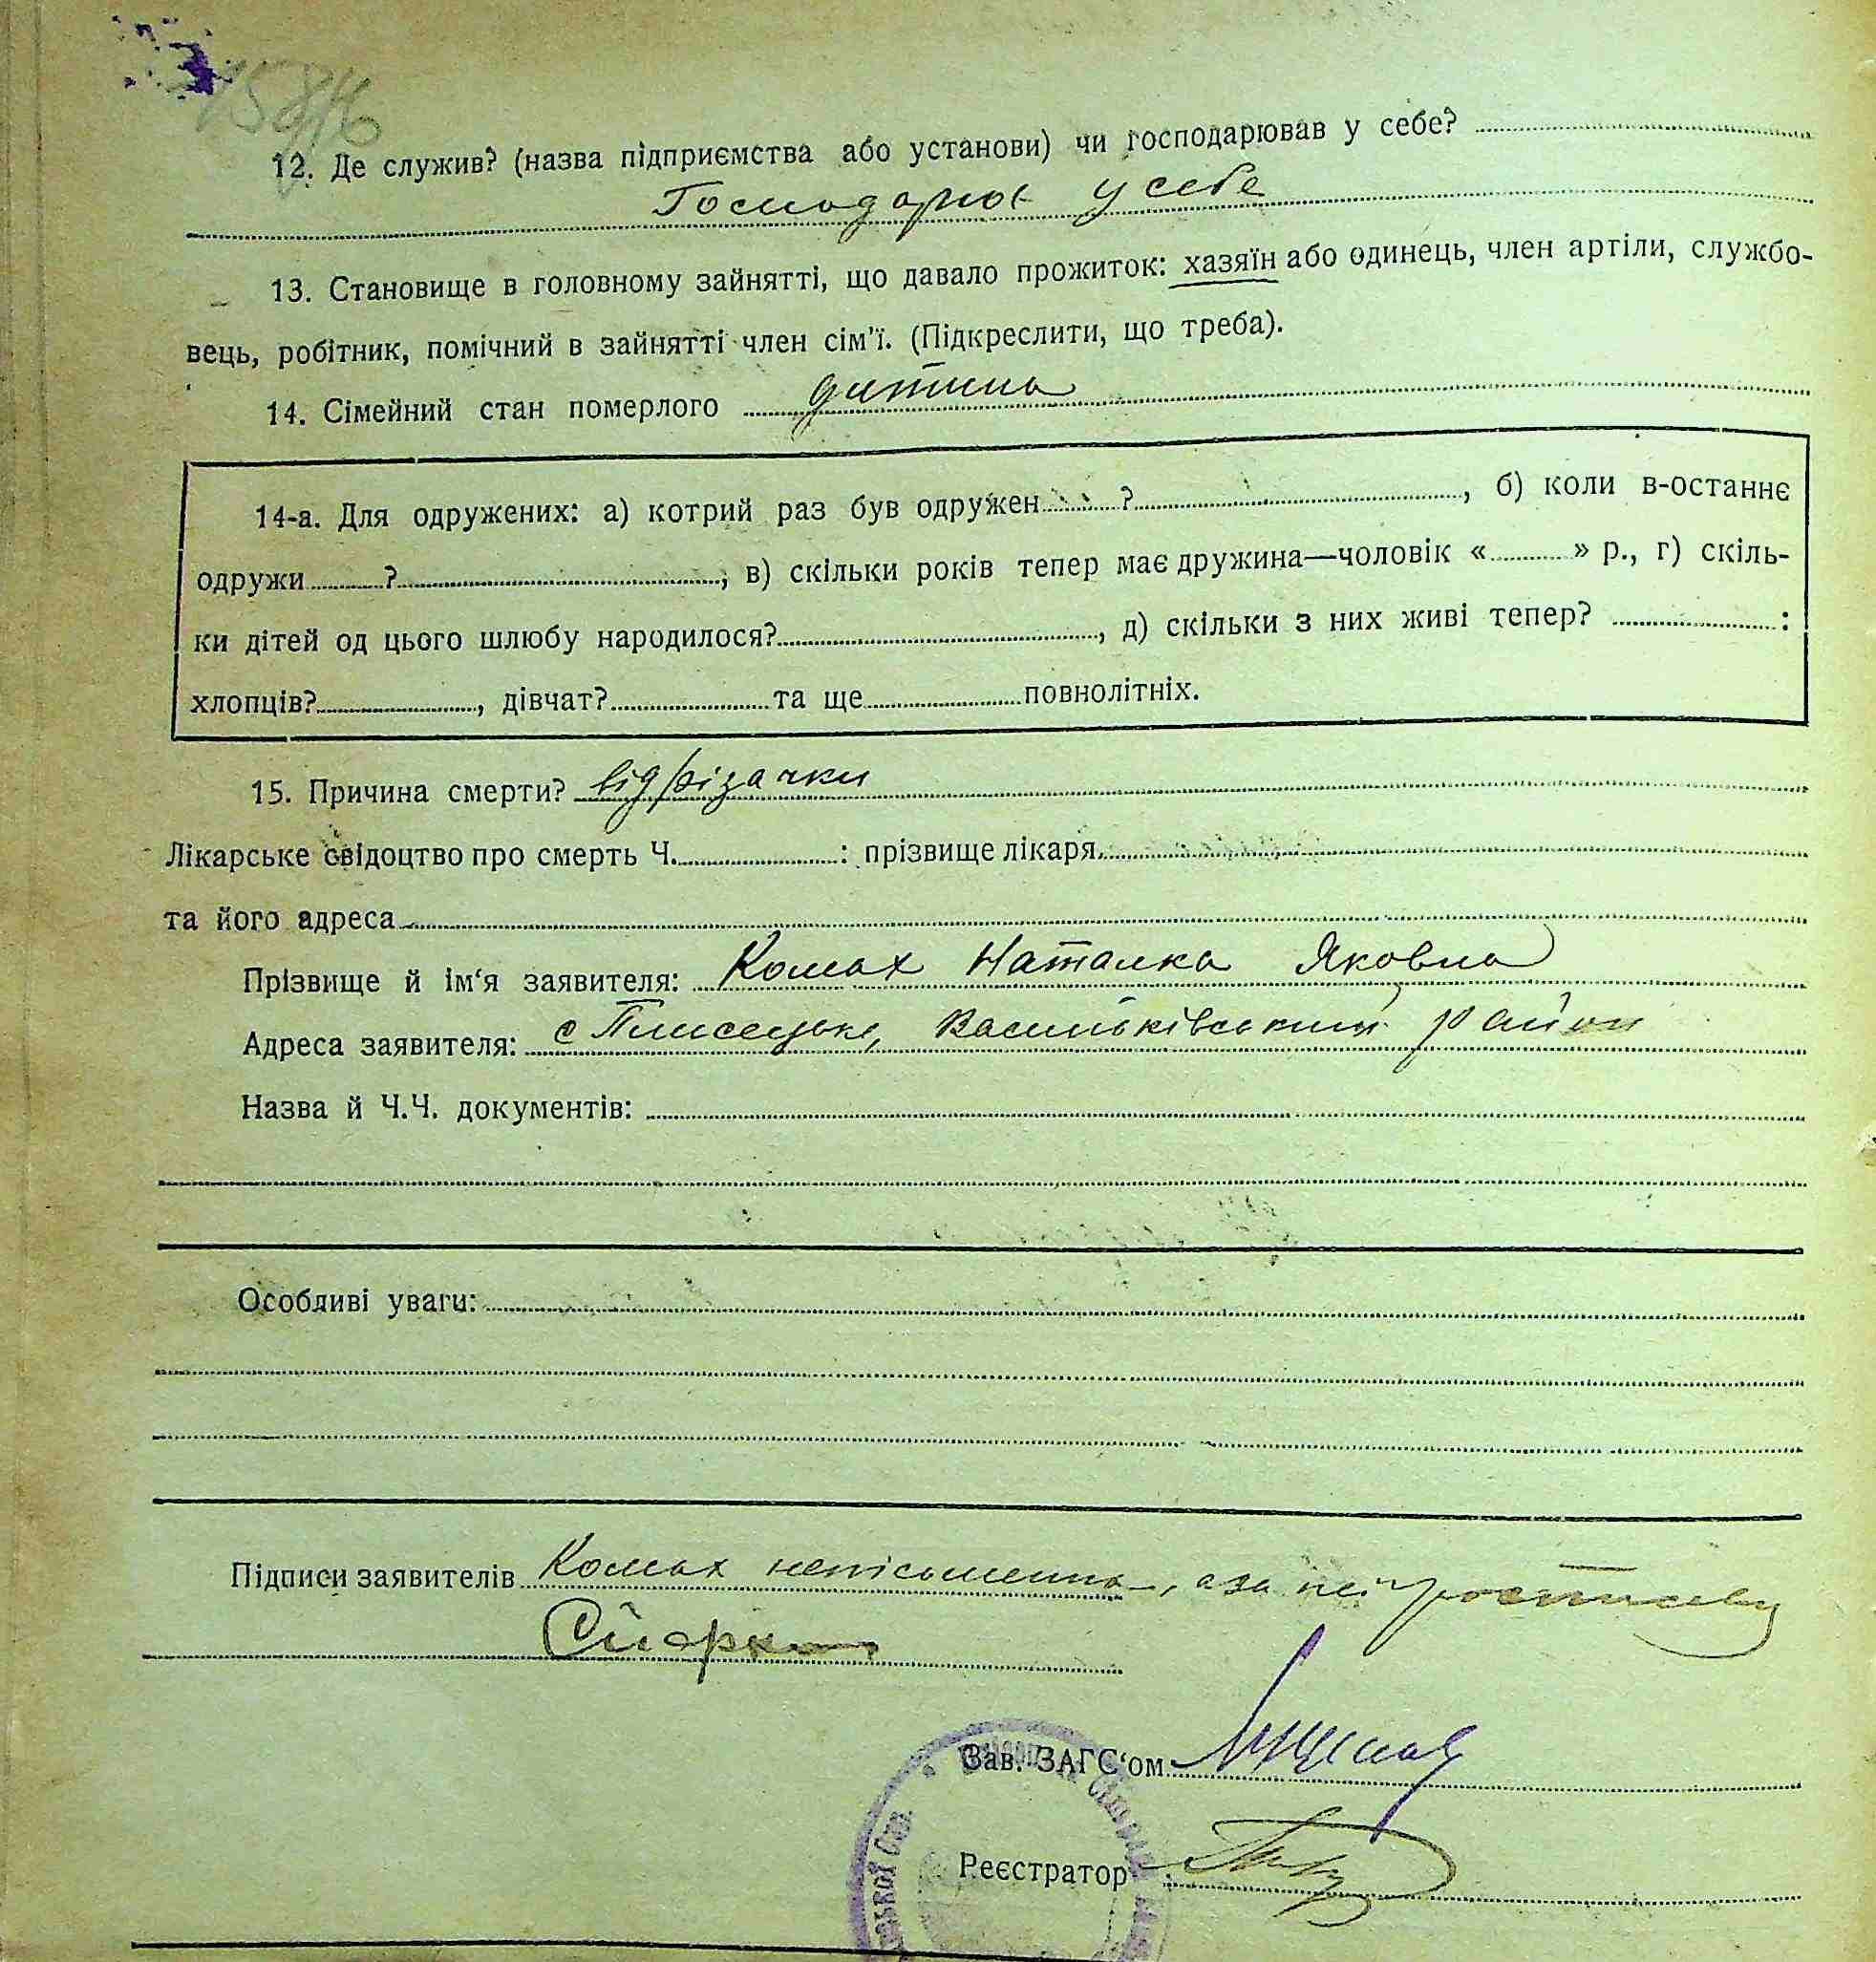 12. Де служив? (назва підприємства або установи) чи господарював у себе?
Господарює у себе
13. Становище в головному зайнятті, що давало прожиток: хазяїн або одинець, член артіли, службо-
вець, робітник, помічний в зайнятті член сім'ї. (Підкреслити, що треба).
14. Сімейний стан померлого дитина
14-а. Для одружених: а) котрий раз був одружен ?, б) коли в-останнє
одружи ?, в) скільки років тепер має дружина—чоловік « » р., г) скіль-
ки дітей од цього шлюбу народилося?, д) скільки з них живі тепер? :
хлопців?, дівчат? та ще повнолітніх.
15. Причина смерти? від різачки
Лікарське свідоцтво про смерть Ч. : прізвище лікаря
та його адреса
Прізвище й ім‘я заявителя: Комах Наталка Яковна
Адреса заявителя: с Плисецьке, Васильківський район
Назва й Ч.Ч. документів:
Особливі уваги:
Підписи заявителів Комах неписьменна, а за неї
Зав. ЗАГС‘ом
Реєстратор